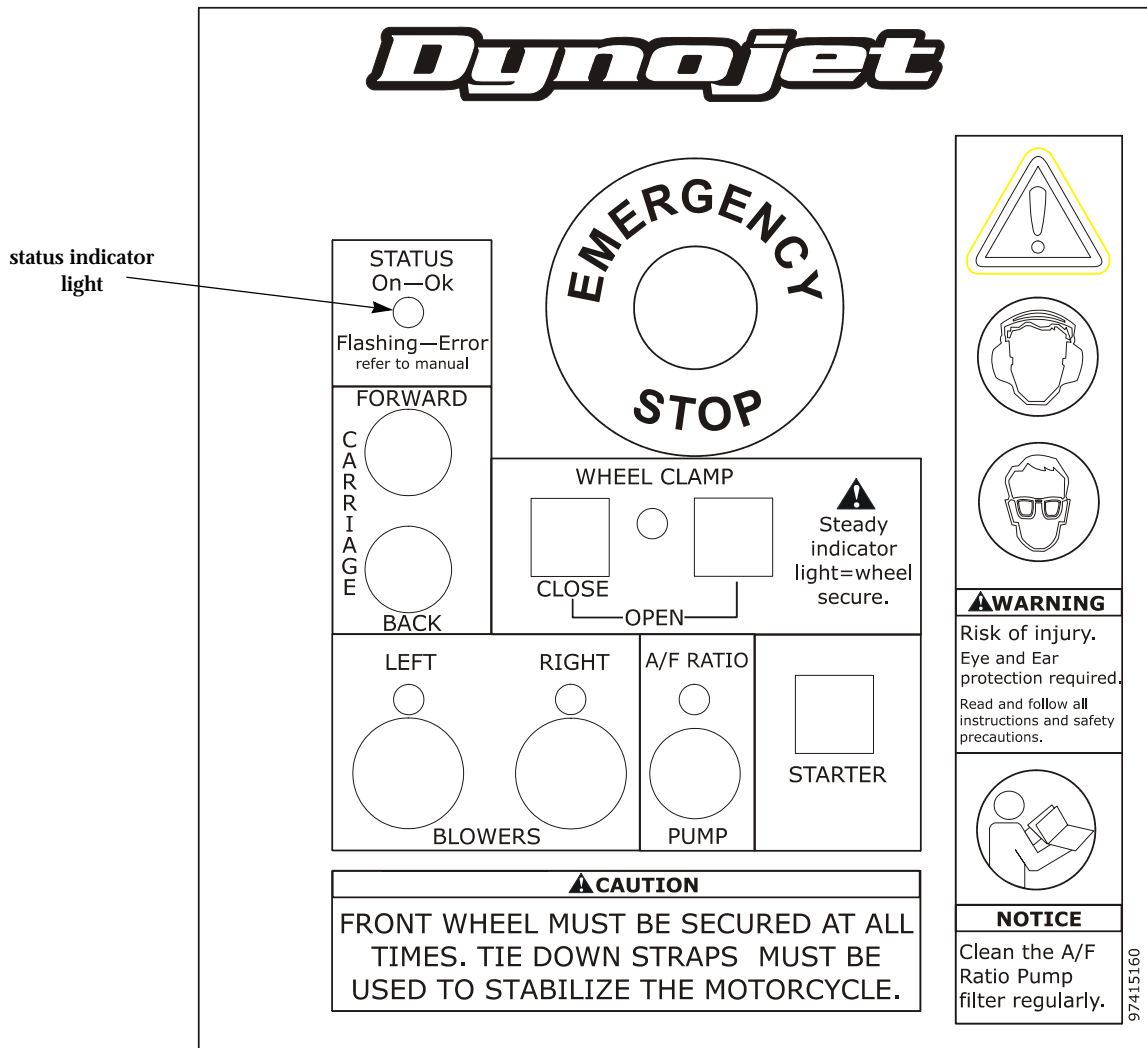 Dynojet
status indicator
light
EMERGENCY
STOP
STATUS
On—Ok
Flashing—Error
refer to manual
FORWARD
CARRIAGE
BACK
WHEEL CLAMP
CLOSE
OPEN
Steady
indicator
light=wheel
secure.
LEFT
RIGHT
BLOWERS
A/F RATIO
PUMP
STARTER
CAUTION
FRONT WHEEL MUST BE SECURED AT ALL
TIMES. TIE DOWN STRAPS MUST BE
USED TO STABILIZE THE MOTORCYCLE.
WARNING
Risk of injury.
Eye and Ear
protection required.
Read and follow all
instructions and safety
precautions.
NOTICE
Clean the A/F
Ratio Pump
filter regularly.
97415160